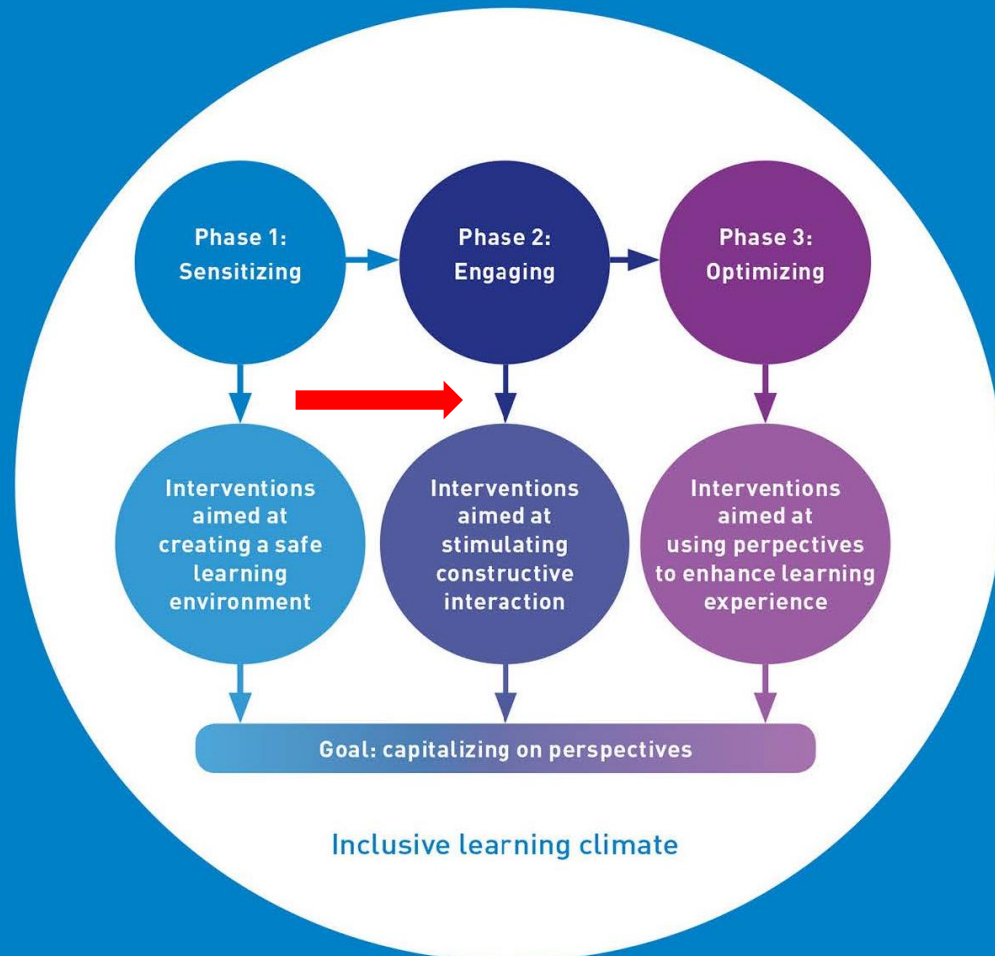 Phase 1:
Sensitizing
Phase 2:
Engaging
Phase 3:
Optimizing
Interventions
aimed at
creating a safe
learning
environment
Interventions
aimed at
stimulating
constructive
interaction
Interventions
aimed at
using perpectives
to enhance learning
experience
Goal: capitalizing on perspectives
Inclusive learning climate